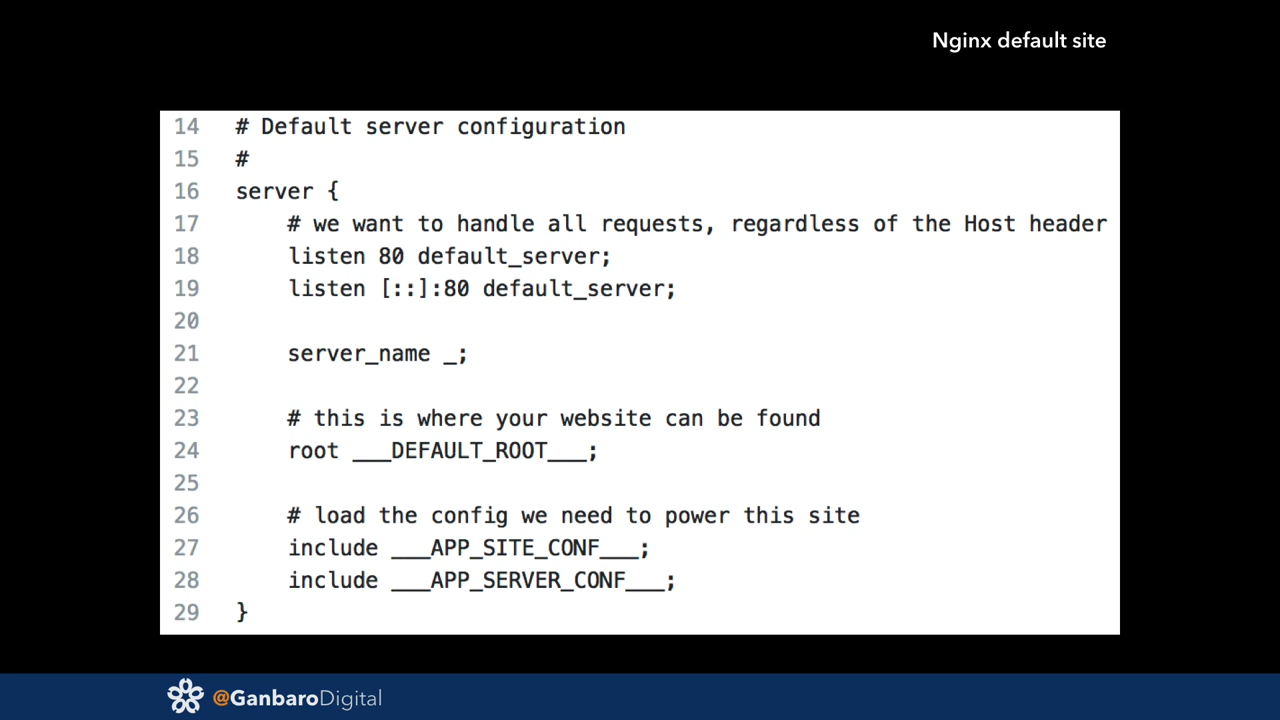 Nginx default site
14 # Default server configuration
15 #
16 server {
17 # we want to handle all requests, regardless of the Host header
18 listen 80 default_server;
19 listen [::]:80 default_server;
20
21 server_name _;
22
23 # this is where your website can be found
24 root ___DEFAULT_ROOT___;
25
26 # load the config we need to power this site
27 include ___APP_SITE_CONF___;
28 include ___APP_SERVER_CONF___;
29 }
@GanbaroDigital